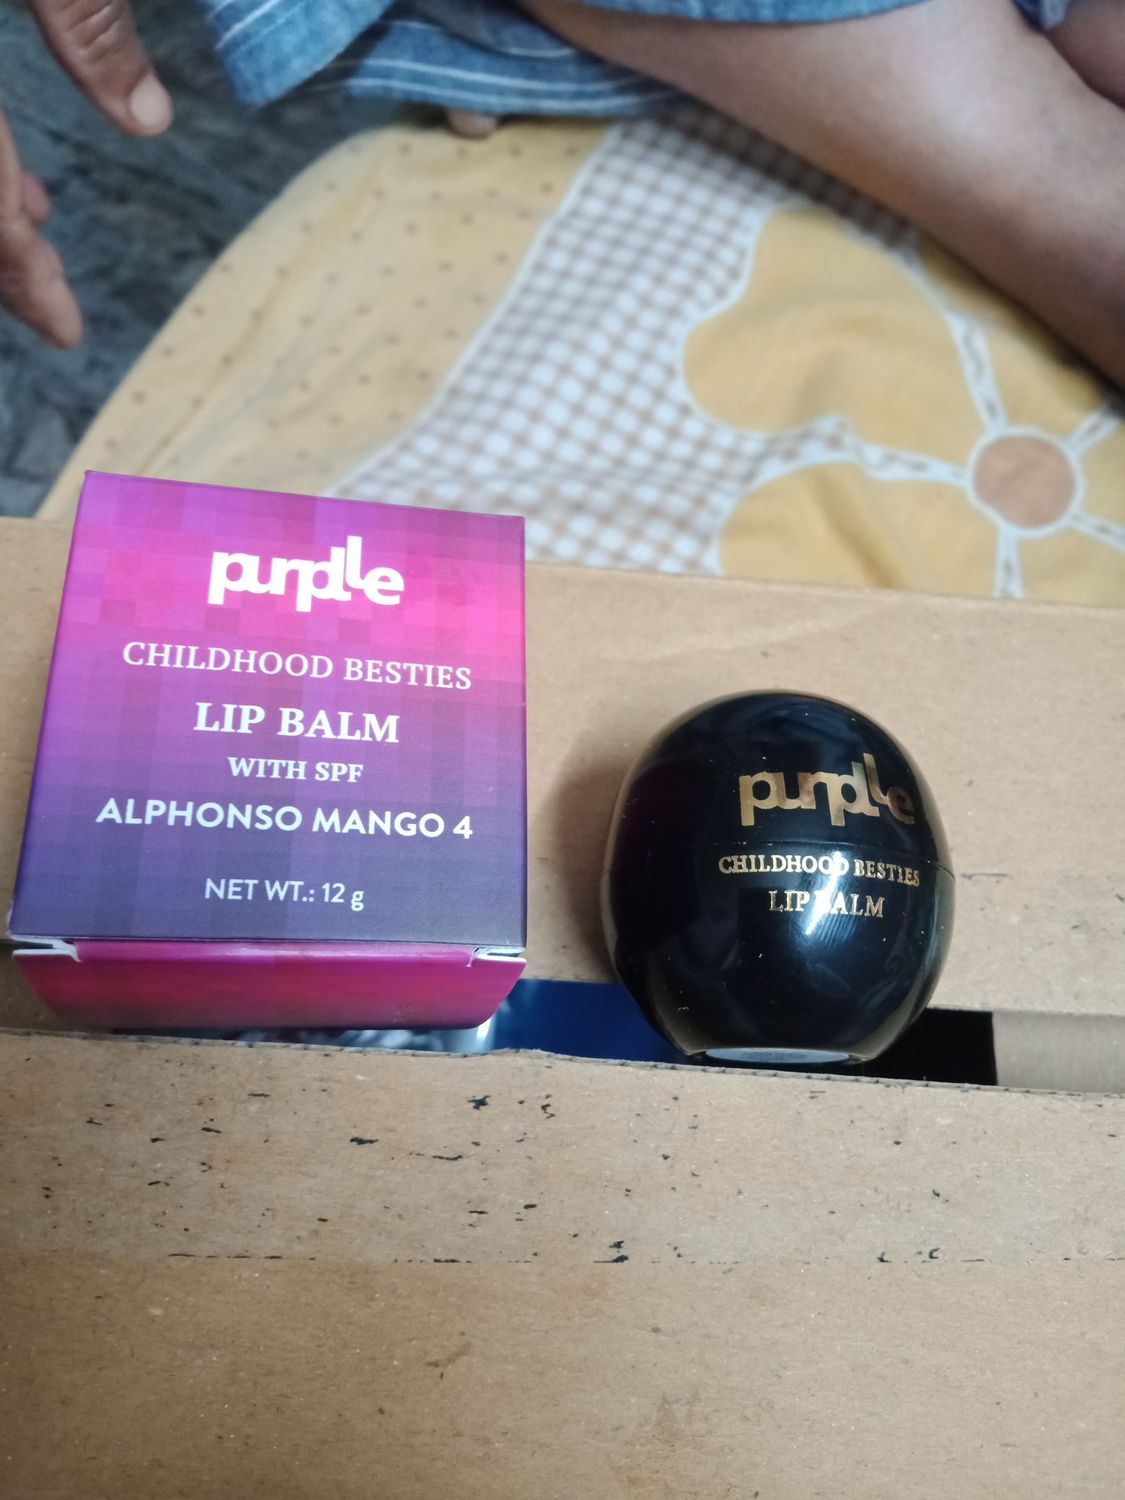 purplle
CHILDHOOD BESTIES
LIP BALM
WITH SPF
ALPHONSO MANGO 4
NET WT.: 12 g
purplle
CHILDHOOD BESTIES
LIP BALM